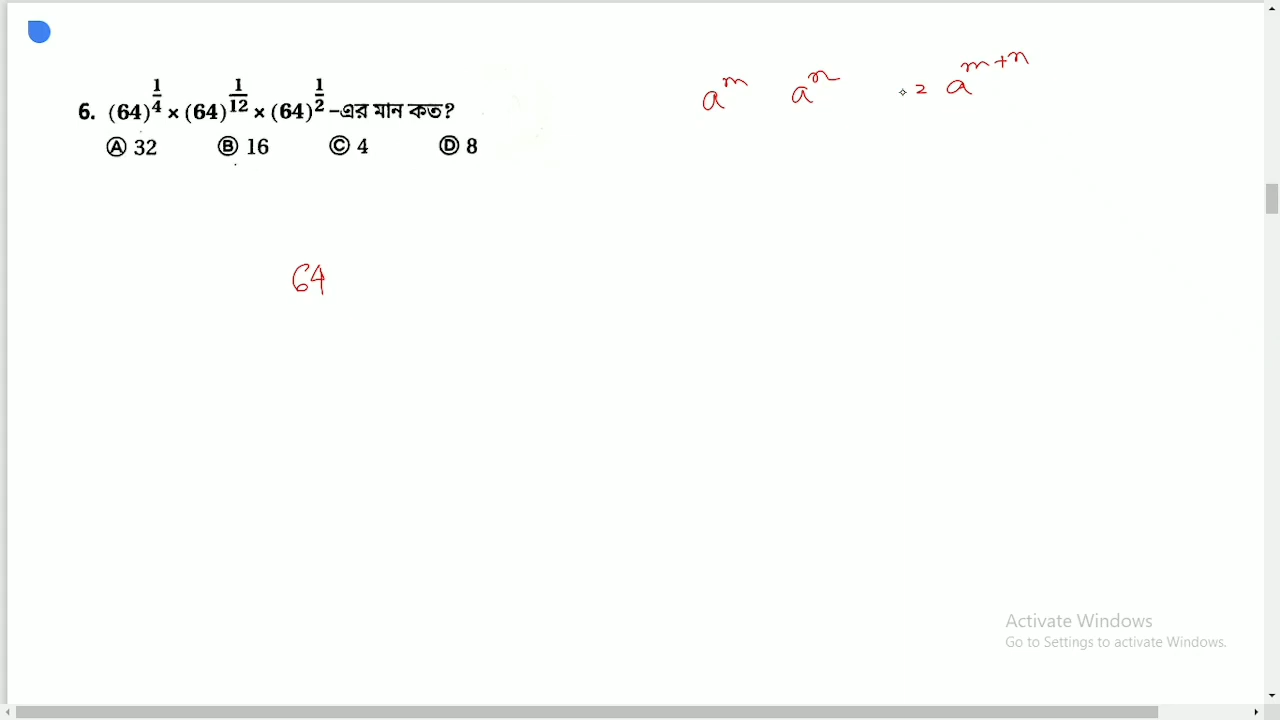 6. (64)^{1/4} × (64)^{1/12} × (64)^{1/2} -এর মান কত?
Ⓐ 32 Ⓑ 16 Ⓒ 4 Ⓓ 8
a^m a^n = a^{m+n}
64
Activate Windows
Go to Settings to activate Windows.